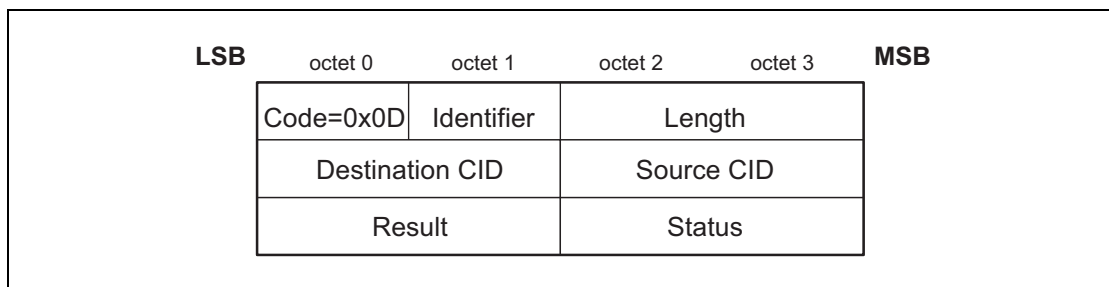 LSB octet 0 octet 1 octet 2 octet 3 MSB
Code=0x0D Identifier Length
Destination CID Source CID
Result Status